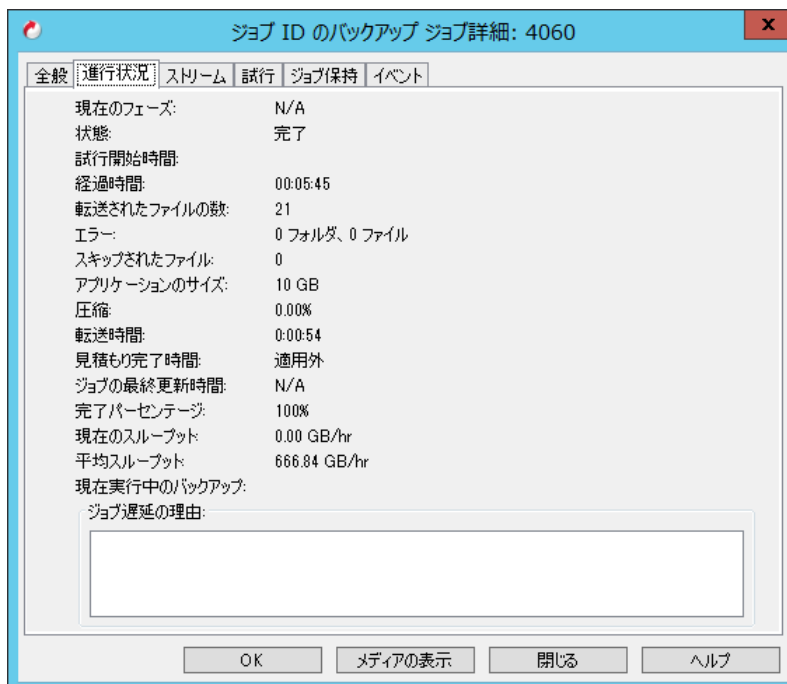 ジョブ ID のバックアップ ジョブ詳細: 4060
x
全般 進行状況 ストリーム 試行 ジョブ保持 イベント
現在のフェーズ: N/A
状態: 完了
試行開始時間:
経過時間: 00:05:45
転送されたファイルの数: 21
エラー: 0 フォルダ、0 ファイル
スキップされたファイル: 0
アプリケーションのサイズ: 10 GB
圧縮: 0.00%
転送時間: 0:00:54
見積もり完了時間: 適用外
ジョブの最終更新時間: N/A
完了パーセンテージ: 100%
現在のスループット: 0.00 GB/hr
平均スループット: 666.84 GB/hr
現在実行中のバックアップ:
ジョブ遅延の理由:
OK メディアの表示 閉じる ヘルプ